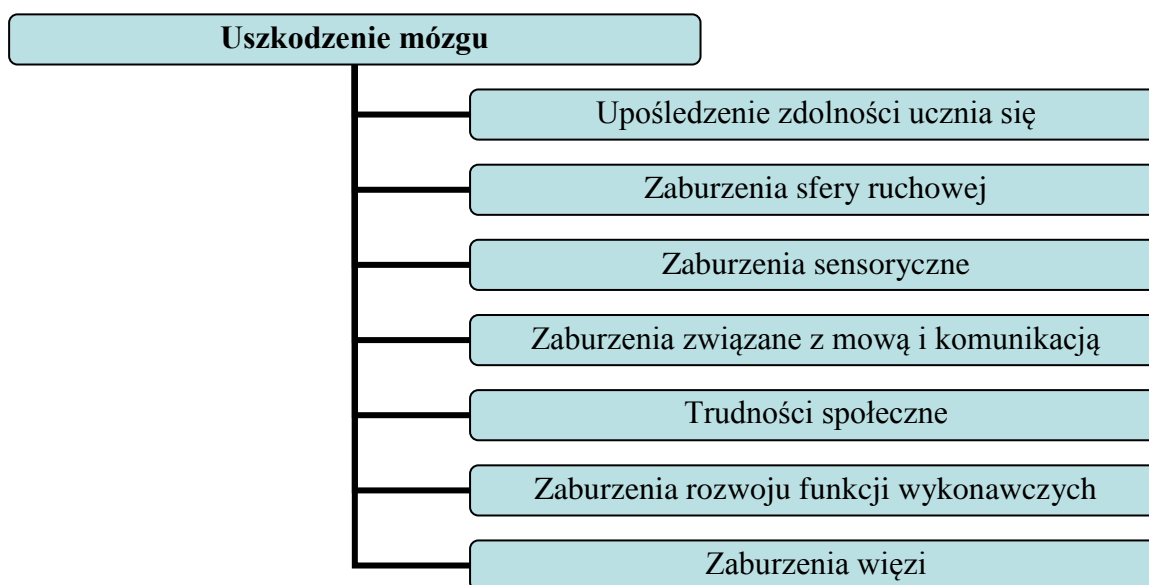 Uszkodzenie mózgu
Upośledzenie zdolności ucznia się
Zaburzenia sfery ruchowej
Zaburzenia sensoryczne
Zaburzenia związane z mową i komunikacją
Trudności społeczne
Zaburzenia rozwoju funkcji wykonawczych
Zaburzenia więzi